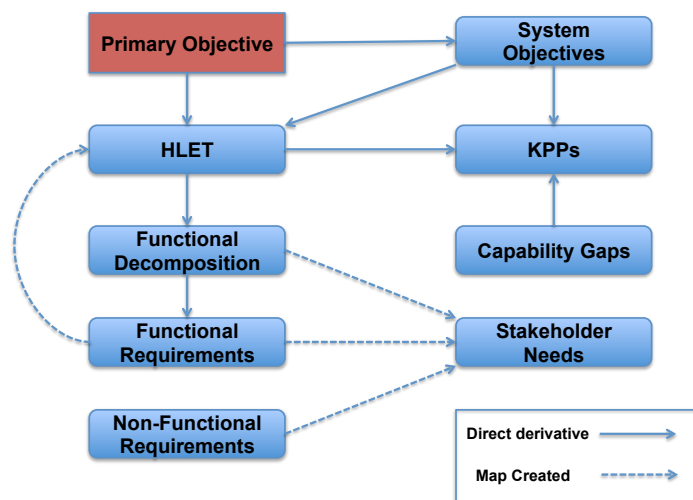 Primary Objective
System
Objectives
HLET
KPPs
Functional
Decomposition
Capability Gaps
Functional
Requirements
Stakeholder
Needs
Non-Functional
Requirements
Direct derivative
Map Created